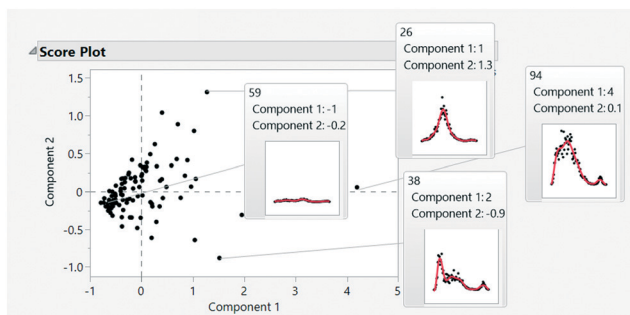 Score Plot
26
Component 1: 1
Component 2: 1.3
94
Component 1: 4
Component 2: 0.1
59
Component 1: -1
Component 2: -0.2
38
Component 1: 2
Component 2: -0.9
Component 2
1.5
1.0
0.5
0
-0.5
-1.0
-1 0 1 2 3 4 5
Component 1